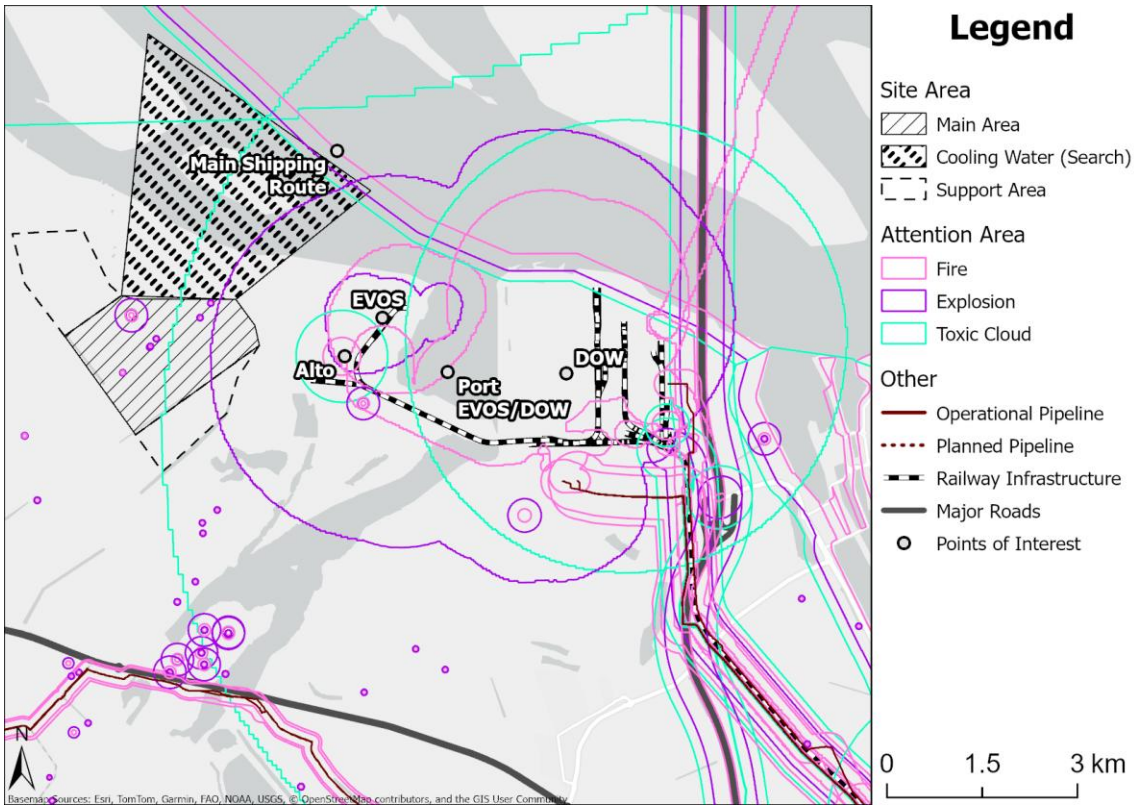 Main Shipping
Route
EVOS
Alto
Port
EVOS/DOW
DOW
N
Basemap Sources: Esri, TomTom, Garmin, FAO, NOAA, USGS, © OpenStreetMap contributors, and the GIS User Community
Legend
Site Area
Main Area
Cooling Water (Search)
Support Area
Attention Area
Fire
Explosion
Toxic Cloud
Other
Operational Pipeline
Planned Pipeline
Railway Infrastructure
Major Roads
Points of Interest
0 1.5 3 km